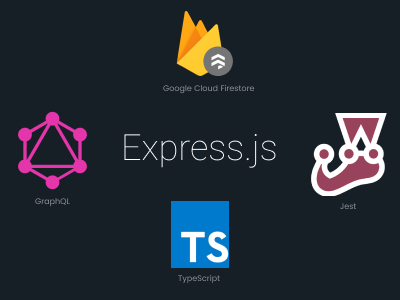 Google Cloud Firestore
Express.js
GraphQL
Jest
TS
TypeScript